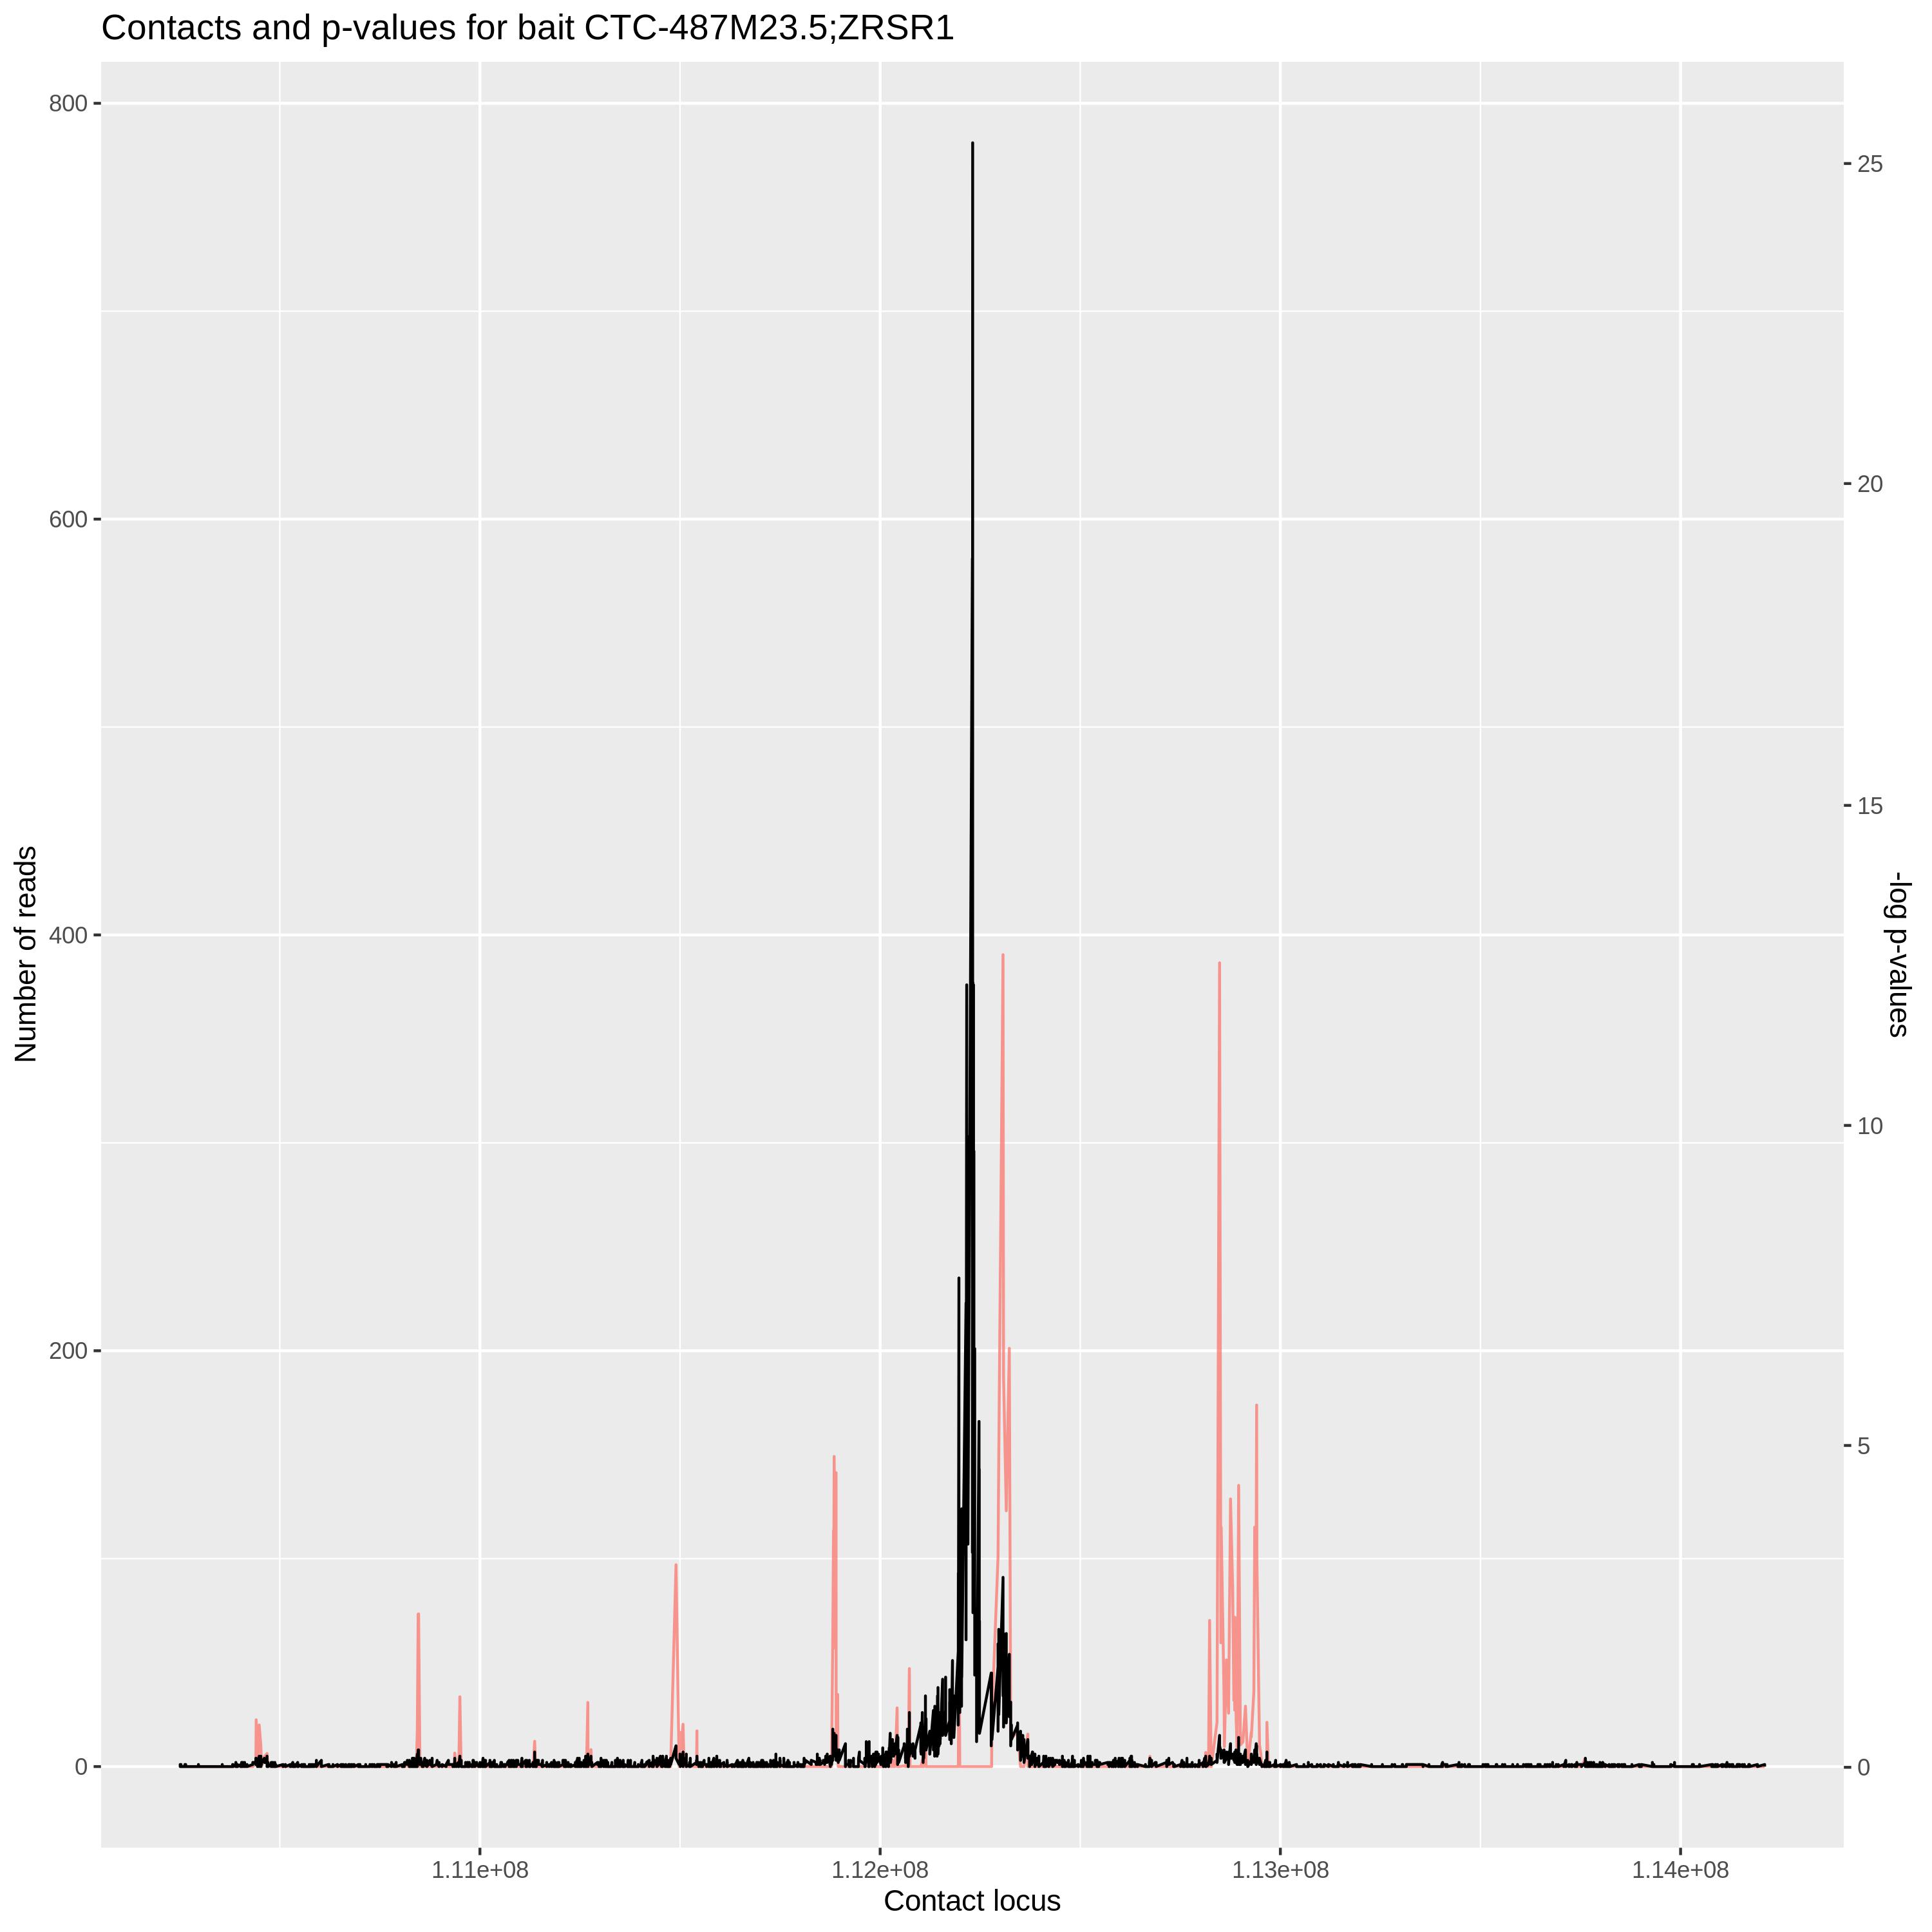 Contacts and p-values for bait CTC-487M23.5;ZRSR1
800
600
400
200
0
Number of reads
25
20
15
10
5
0
-log p-values
1.11e+08 1.12e+08 1.13e+08 1.14e+08
Contact locus